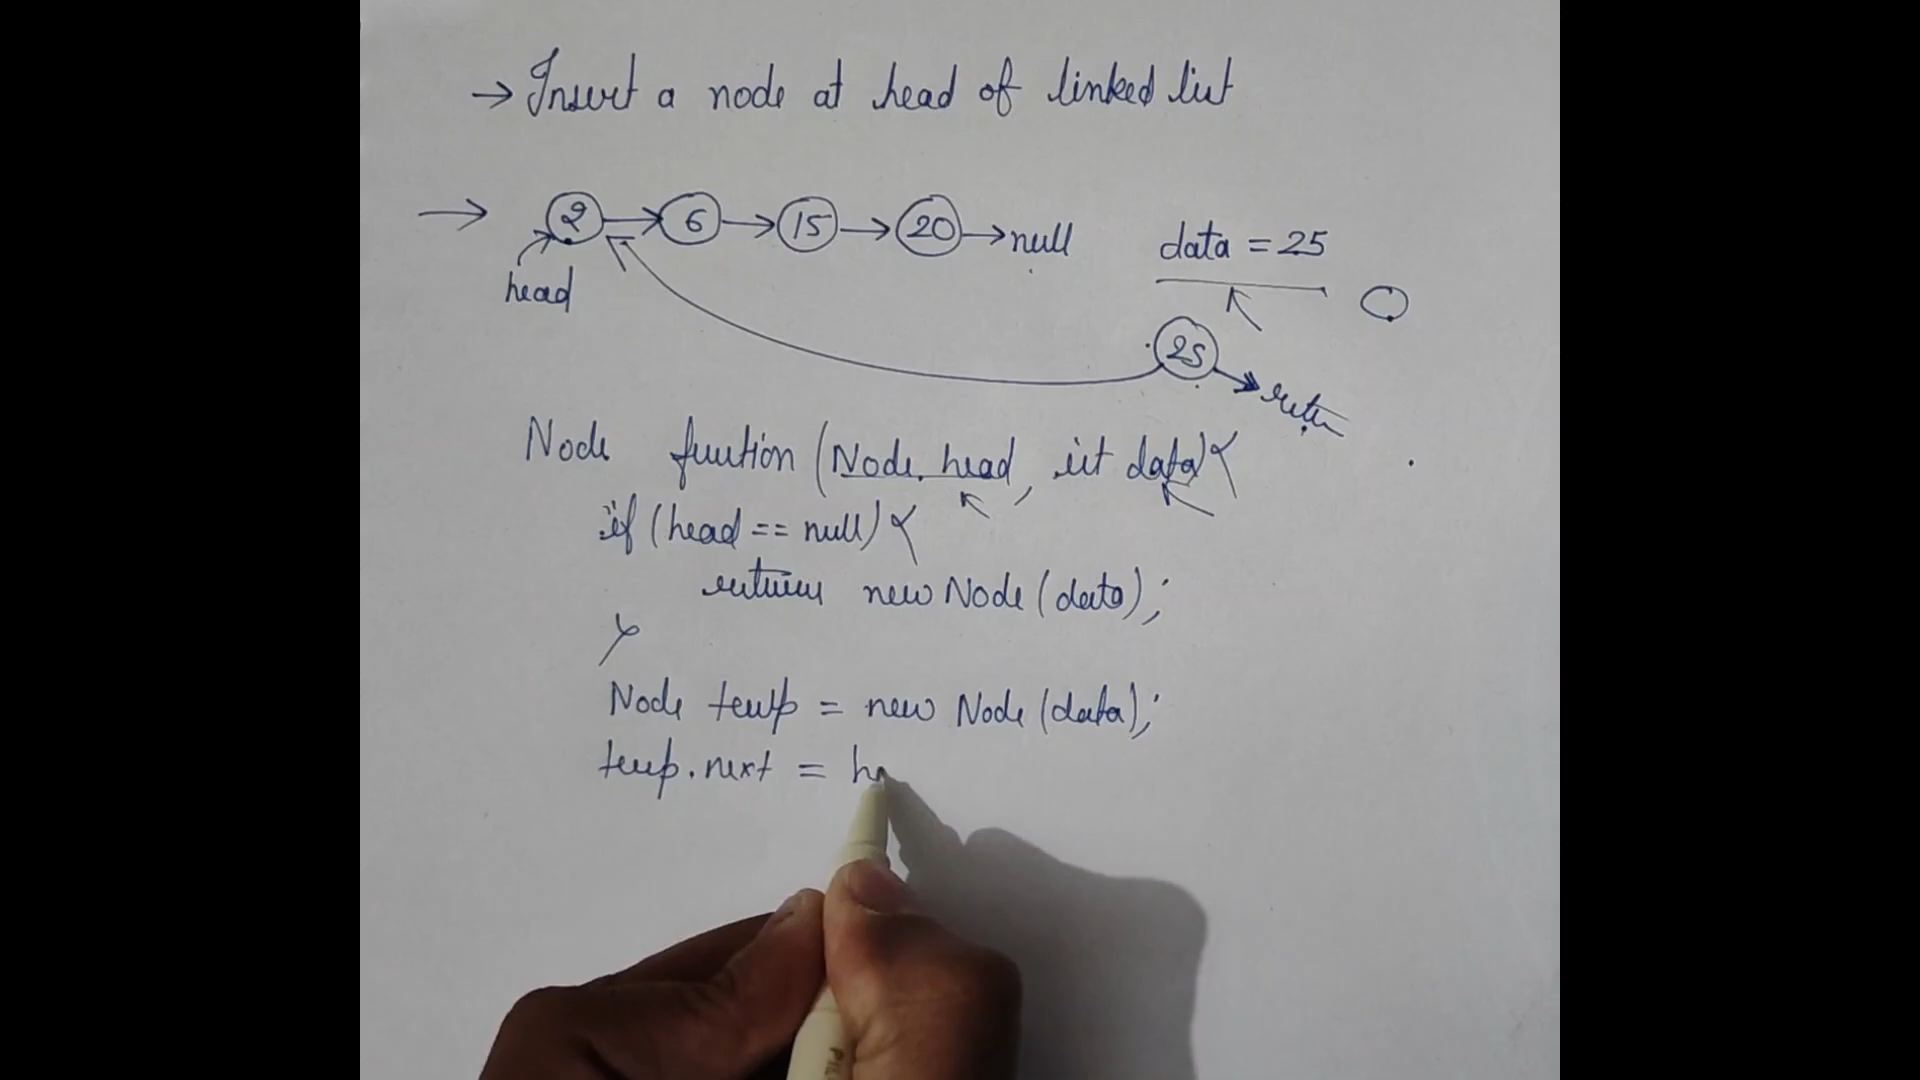 → Insert a node at head of linked list
→ 2 → 6 → 15 → 20 → null
data = 25
head
25 → return
Node function (Node head, int data) {
if (head == null) {
return new Node (data);
}
Node temp = new Node (data);
temp.next = h